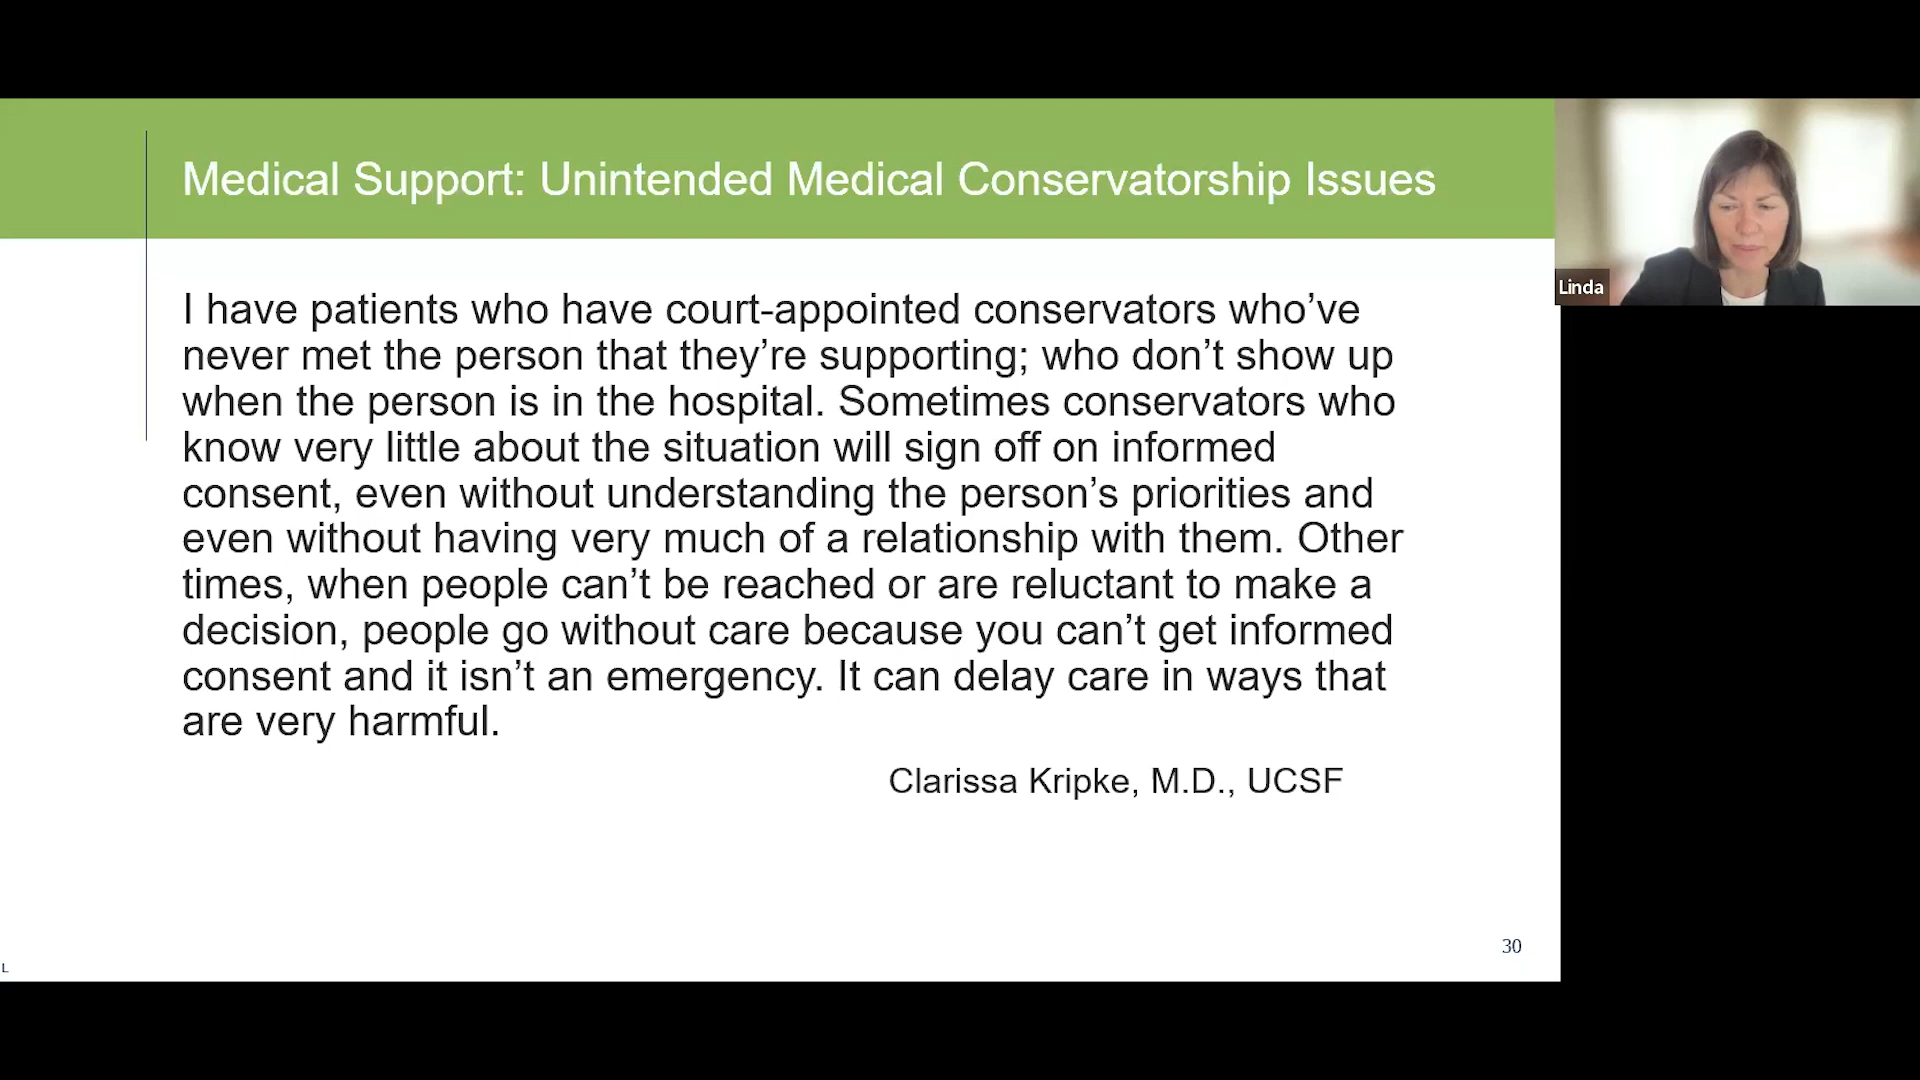 Medical Support: Unintended Medical Conservatorship Issues
Linda
I have patients who have court-appointed conservators who’ve
never met the person that they’re supporting; who don’t show up
when the person is in the hospital. Sometimes conservators who
know very little about the situation will sign off on informed
consent, even without understanding the person’s priorities and
even without having very much of a relationship with them. Other
times, when people can’t be reached or are reluctant to make a
decision, people go without care because you can’t get informed
consent and it isn’t an emergency. It can delay care in ways that
are very harmful.
Clarissa Kripke, M.D., UCSF
30
L